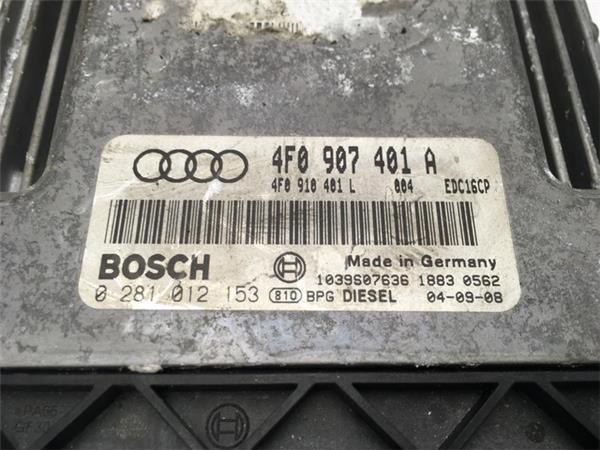 4F0 907 401 A
4F0 910 401 L 004 EDC16CP
BOSCH
Made in Germany
1039S07636 1883 0562
0 281 012 153 810 BPG DIESEL 04-09-08